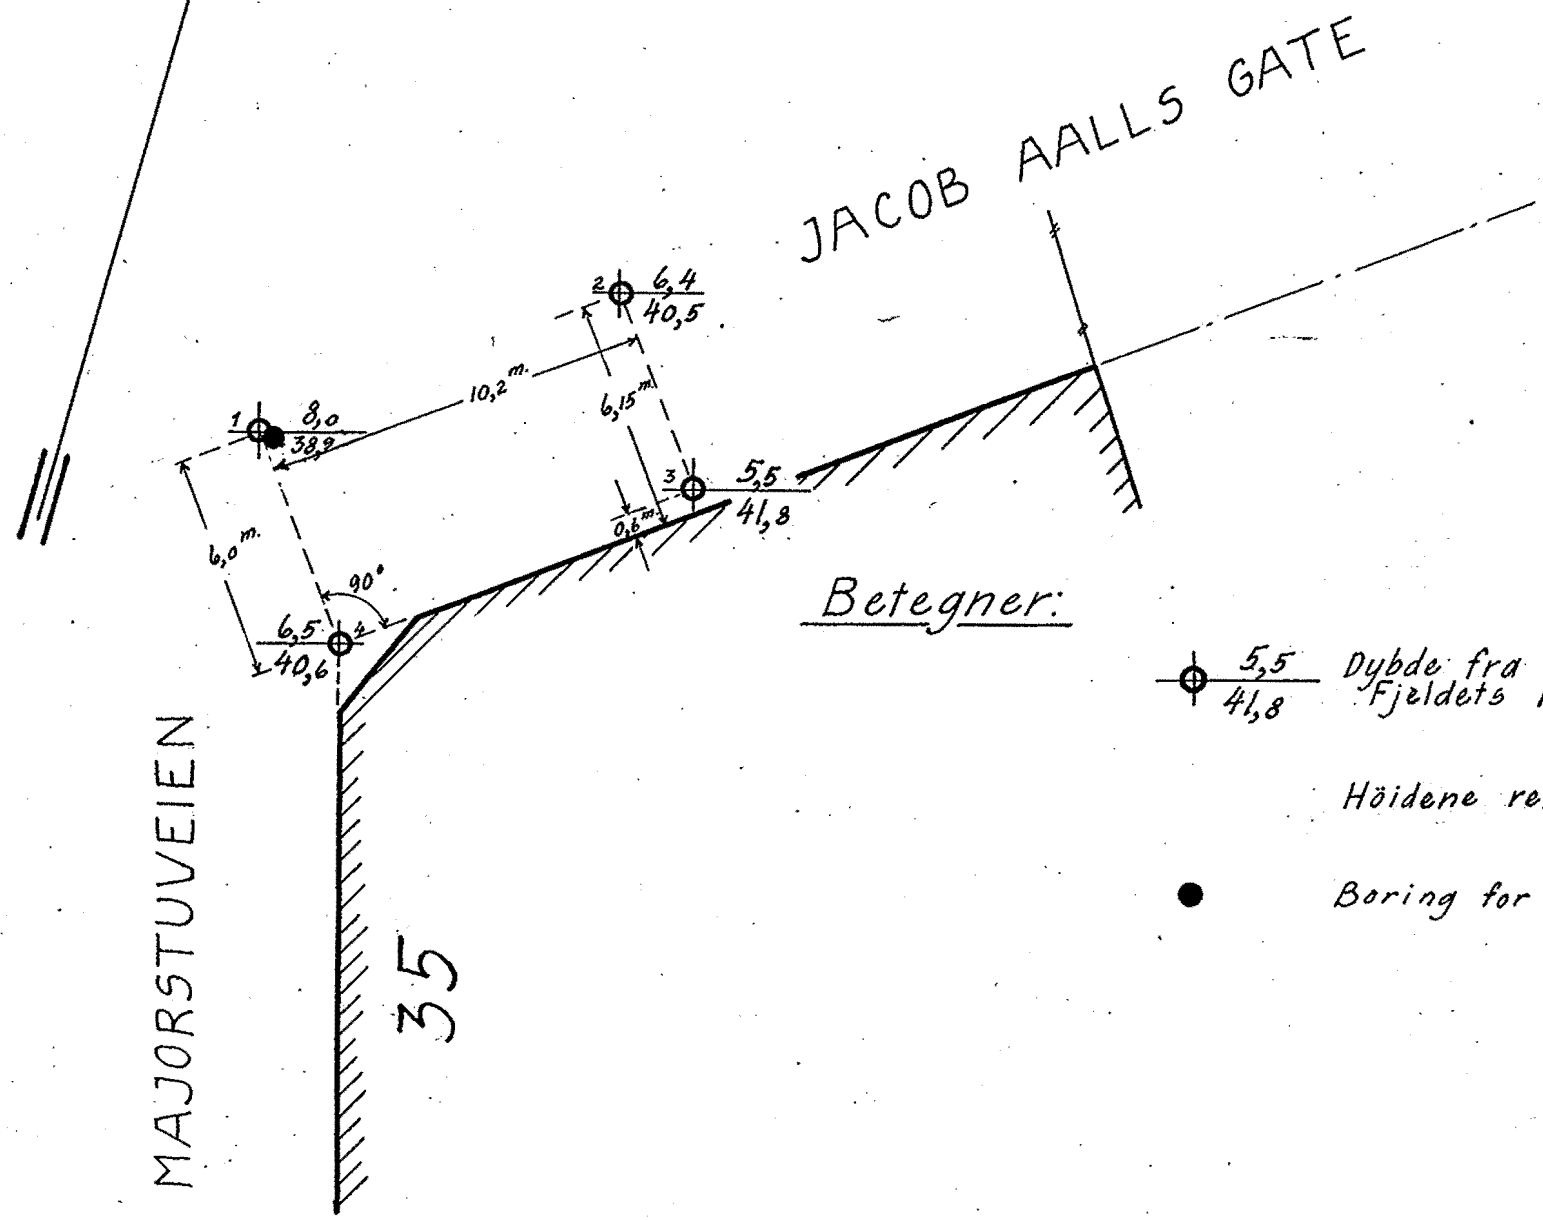 JACOB AALLS GATE
2 6,4
40,5
10,2 m.
6,15 m.
1 8,0
38,9
3 5,5
41,8
0,6 m.
6,0 m.
90°
6,5 4
40,6
MAJORSTUVEIEN
35
Betegner:
5,5 Dybde fra
41,8 Fjeldets
Höidene re
Boring for